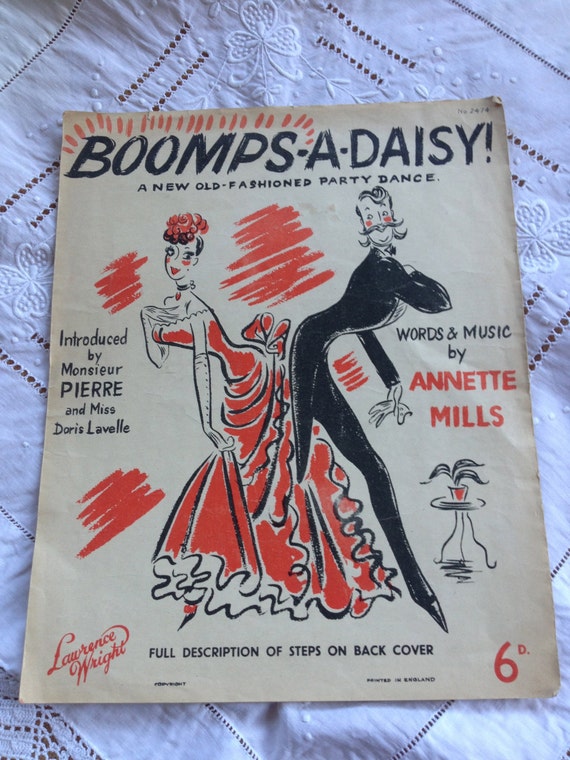 No 2474
BOOMPS-A-DAISY!
A NEW OLD-FASHIONED PARTY DANCE.
Introduced
by
Monsieur
PIERRE
and Miss
Doris Lavelle
WORDS & MUSIC
by
ANNETTE
MILLS
Lawrence
Wright
FULL DESCRIPTION OF STEPS ON BACK COVER
6D.
COPYRIGHT
PRINTED IN ENGLAND